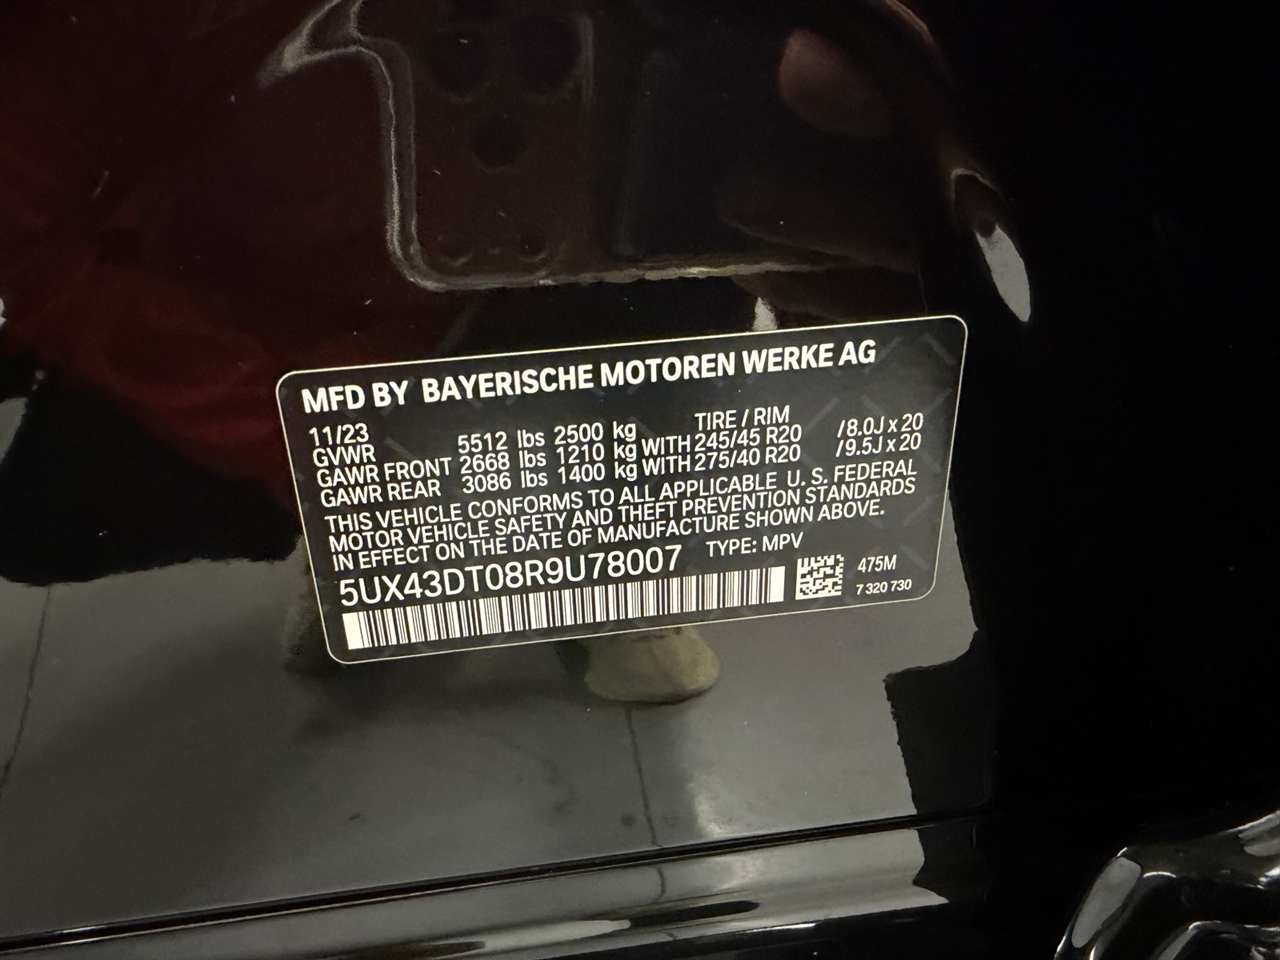 MFD BY BAYERISCHE MOTOREN WERKE AG
11/23 TIRE / RIM
GVWR 5512 lbs 2500 kg
GAWR FRONT 2668 lbs 1210 kg WITH 245/45 R20 /8.0J x 20
GAWR REAR 3086 lbs 1400 kg WITH 275/40 R20 /9.5J x 20
THIS VEHICLE CONFORMS TO ALL APPLICABLE U. S. FEDERAL
MOTOR VEHICLE SAFETY AND THEFT PREVENTION STANDARDS
IN EFFECT ON THE DATE OF MANUFACTURE SHOWN ABOVE.
5UX43DT08R9U78007 TYPE: MPV
475M
7 320 730